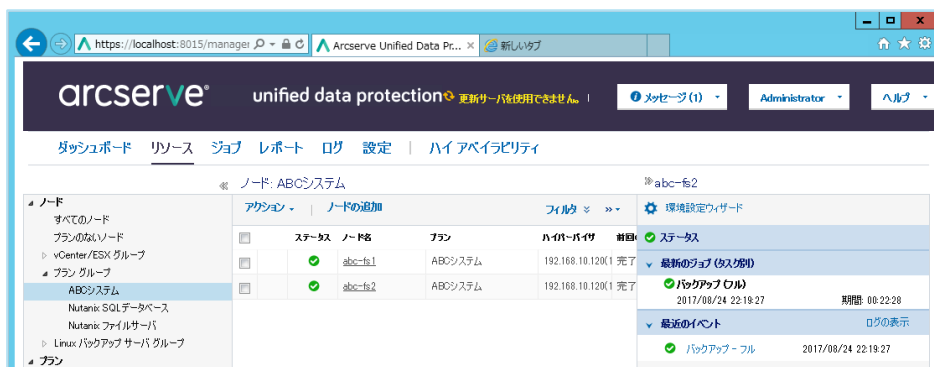 https://localhost:8015/manager
Arcserve Unified Data Pr...
新しいタブ
arcserve®
unified data protection
更新サーバを使用できません。
メッセージ(1)
Administrator
ヘルプ
ダッシュボード リソース ジョブ レポート ログ 設定 | ハイ アベイラビリティ
ノード: ABCシステム
abc-fs2
ノード
すべてのノード
プランのないノード
vCenter/ESX グループ
プラン グループ
ABCシステム
Nutanix SQLデータベース
Nutanix ファイルサーバ
Linux バックアップ サーバ グループ
プラン
アクション | ノードの追加 フィルタ
ステータス ノード名 プラン ハイパーバイザ 前回
abc-fs1 ABCシステム 192.168.10.120(1 完了
abc-fs2 ABCシステム 192.168.10.120(1 完了
環境設定ウィザード
ステータス
最新のジョブ (タスク別)
バックアップ (フル)
2017/08/24 22:19:27 期間: 00:22:28
最近のイベント ログの表示
バックアップ - フル 2017/08/24 22:19:27